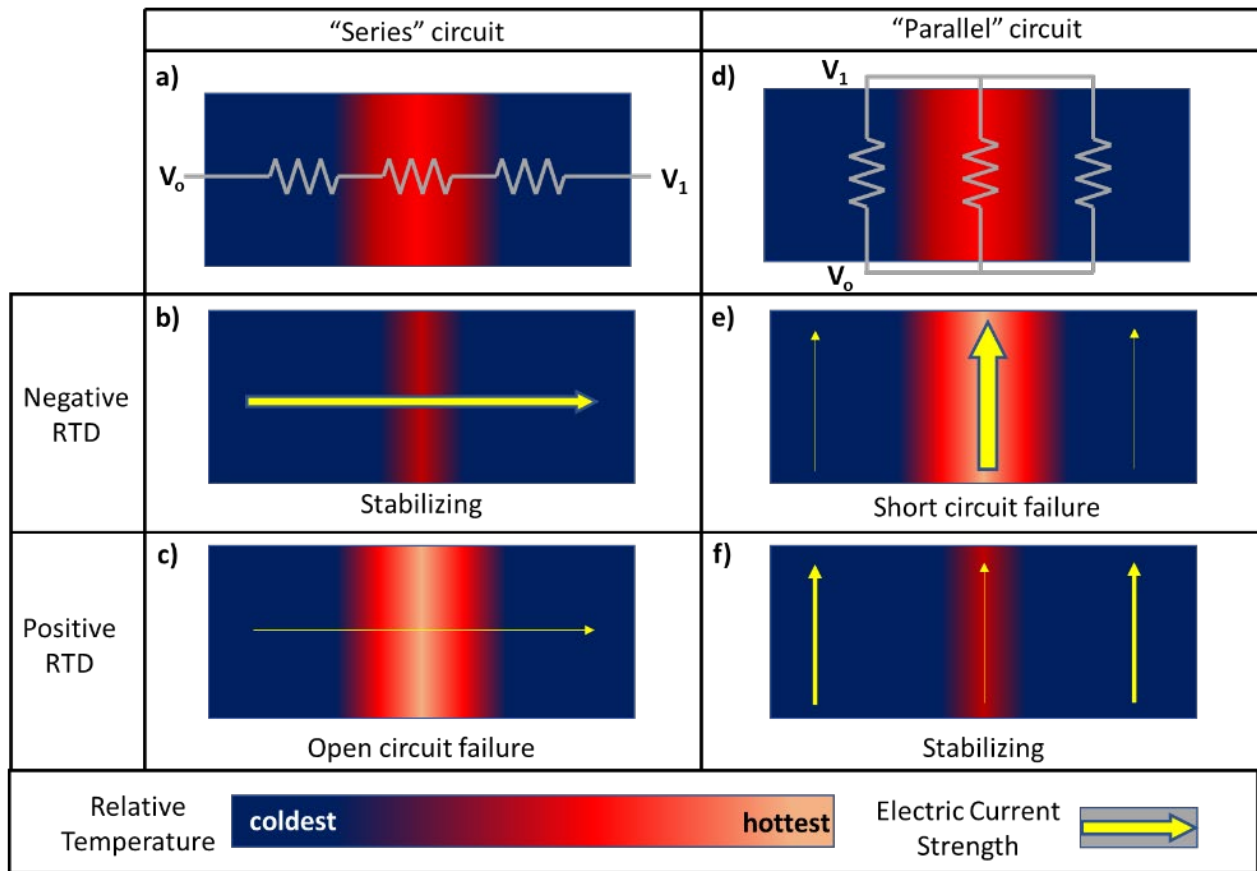 “Series” circuit
“Parallel” circuit
a)
Vo
V1
d)
V1
Vo
Negative
RTD
b)
Stabilizing
e)
Short circuit failure
Positive
RTD
c)
Open circuit failure
f)
Stabilizing
Relative
Temperature
coldest
hottest
Electric Current
Strength